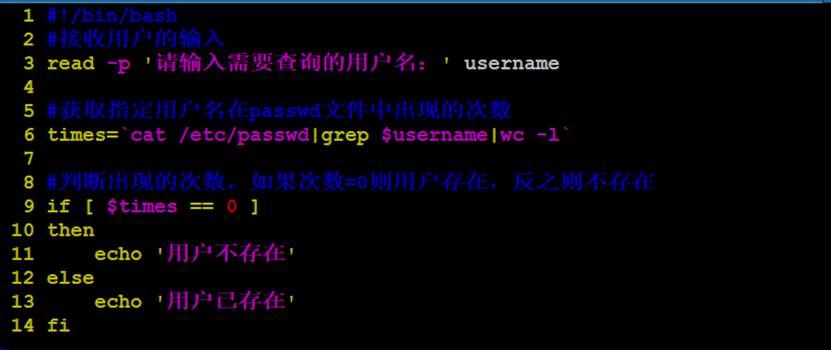 1 #!/bin/bash
2 #接收用户的输入
3 read -p '请输入需要查询的用户名：' username
4
5 #获取指定用户名在passwd文件中出现的次数
6 times=`cat /etc/passwd|grep $username|wc -l`
7
8 #判断出现的次数，如果次数=0则用户存在，反之则不存在
9 if [ $times == 0 ]
10 then
11     echo '用户不存在'
12 else
13     echo '用户已存在'
14 fi